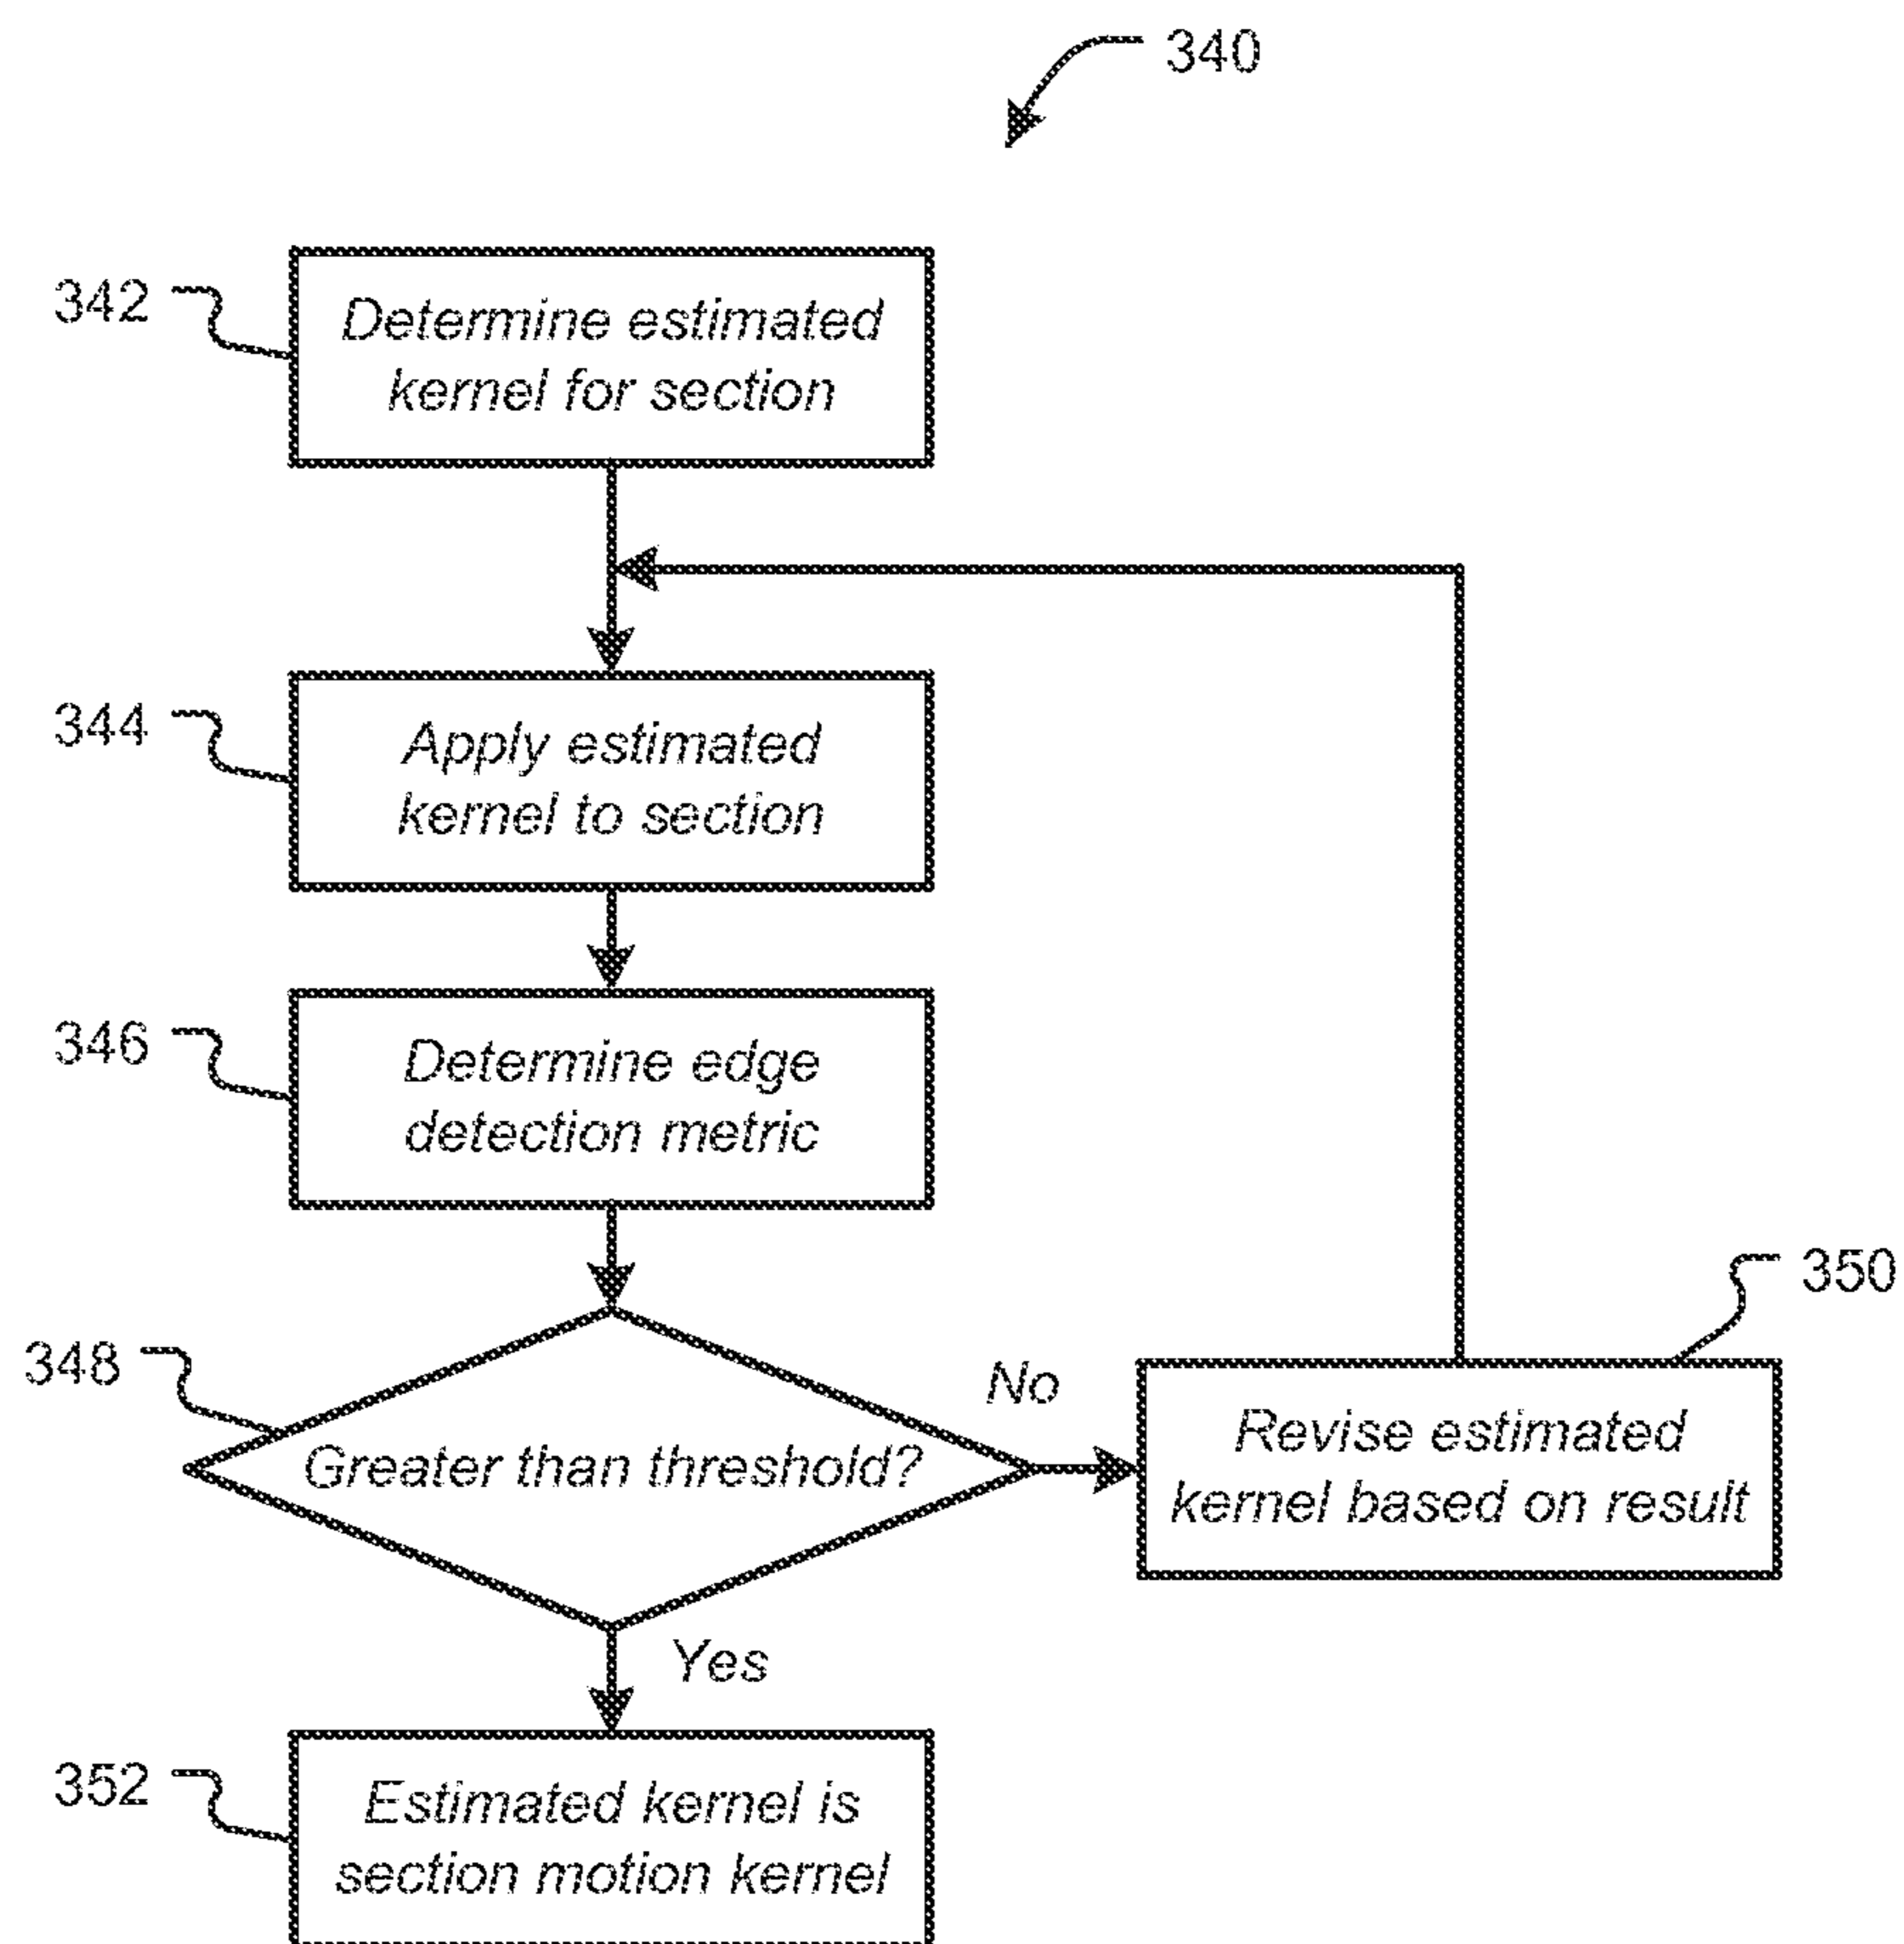 340
342
Determine estimated
kernel for section
344
Apply estimated
kernel to section
346
Determine edge
detection metric
348
Greater than threshold?
No
350
Revise estimated
kernel based on result
Yes
352
Estimated kernel is
section motion kernel